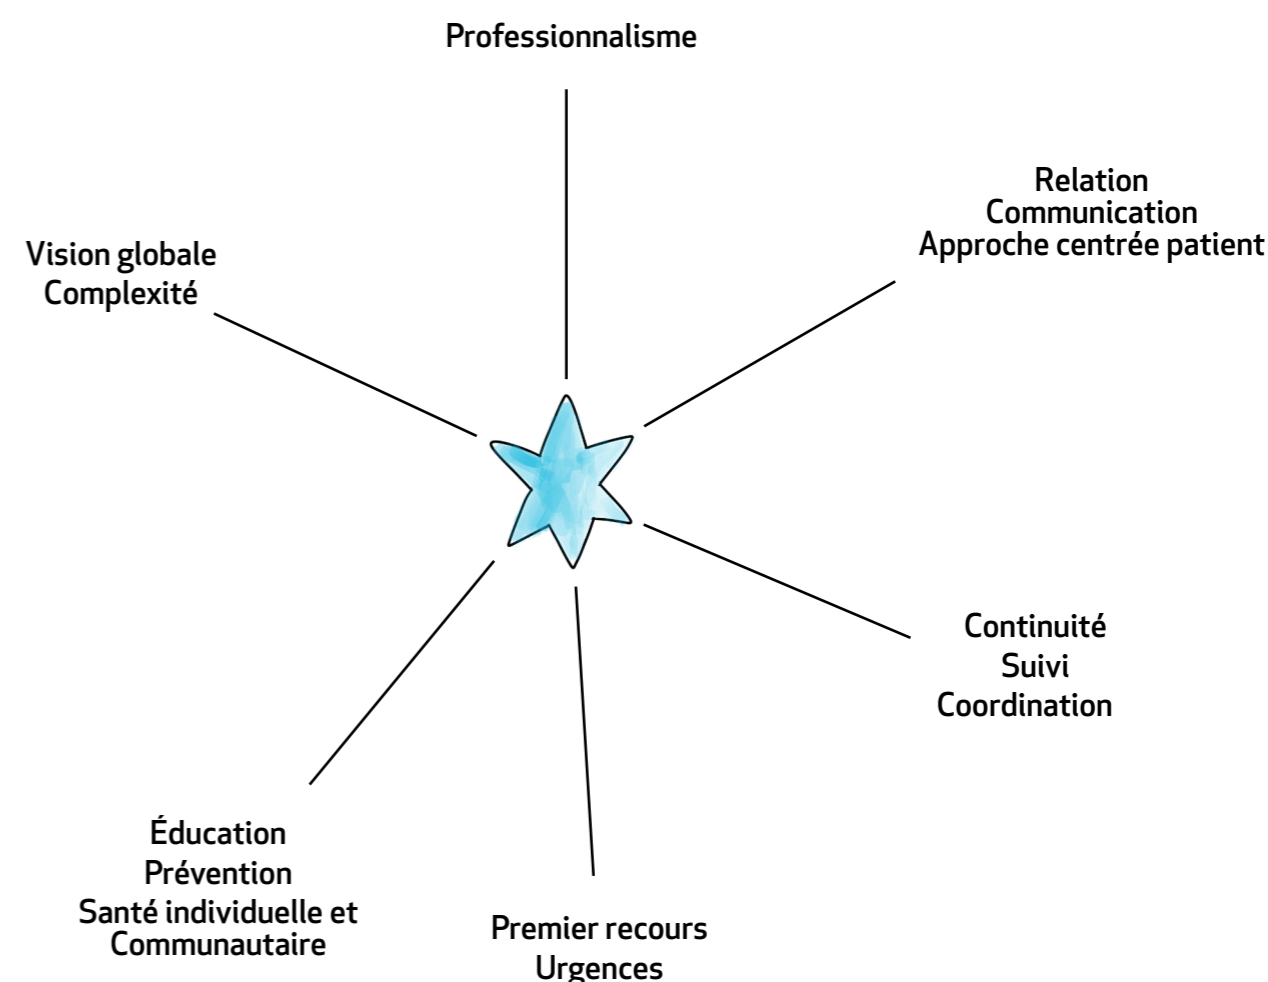 Professionnalisme
Relation
Communication
Approche centrée patient
Vision globale
Complexité
Continuité
Suivi
Coordination
Éducation
Prévention
Santé individuelle et
Communautaire
Premier recours
Urgences